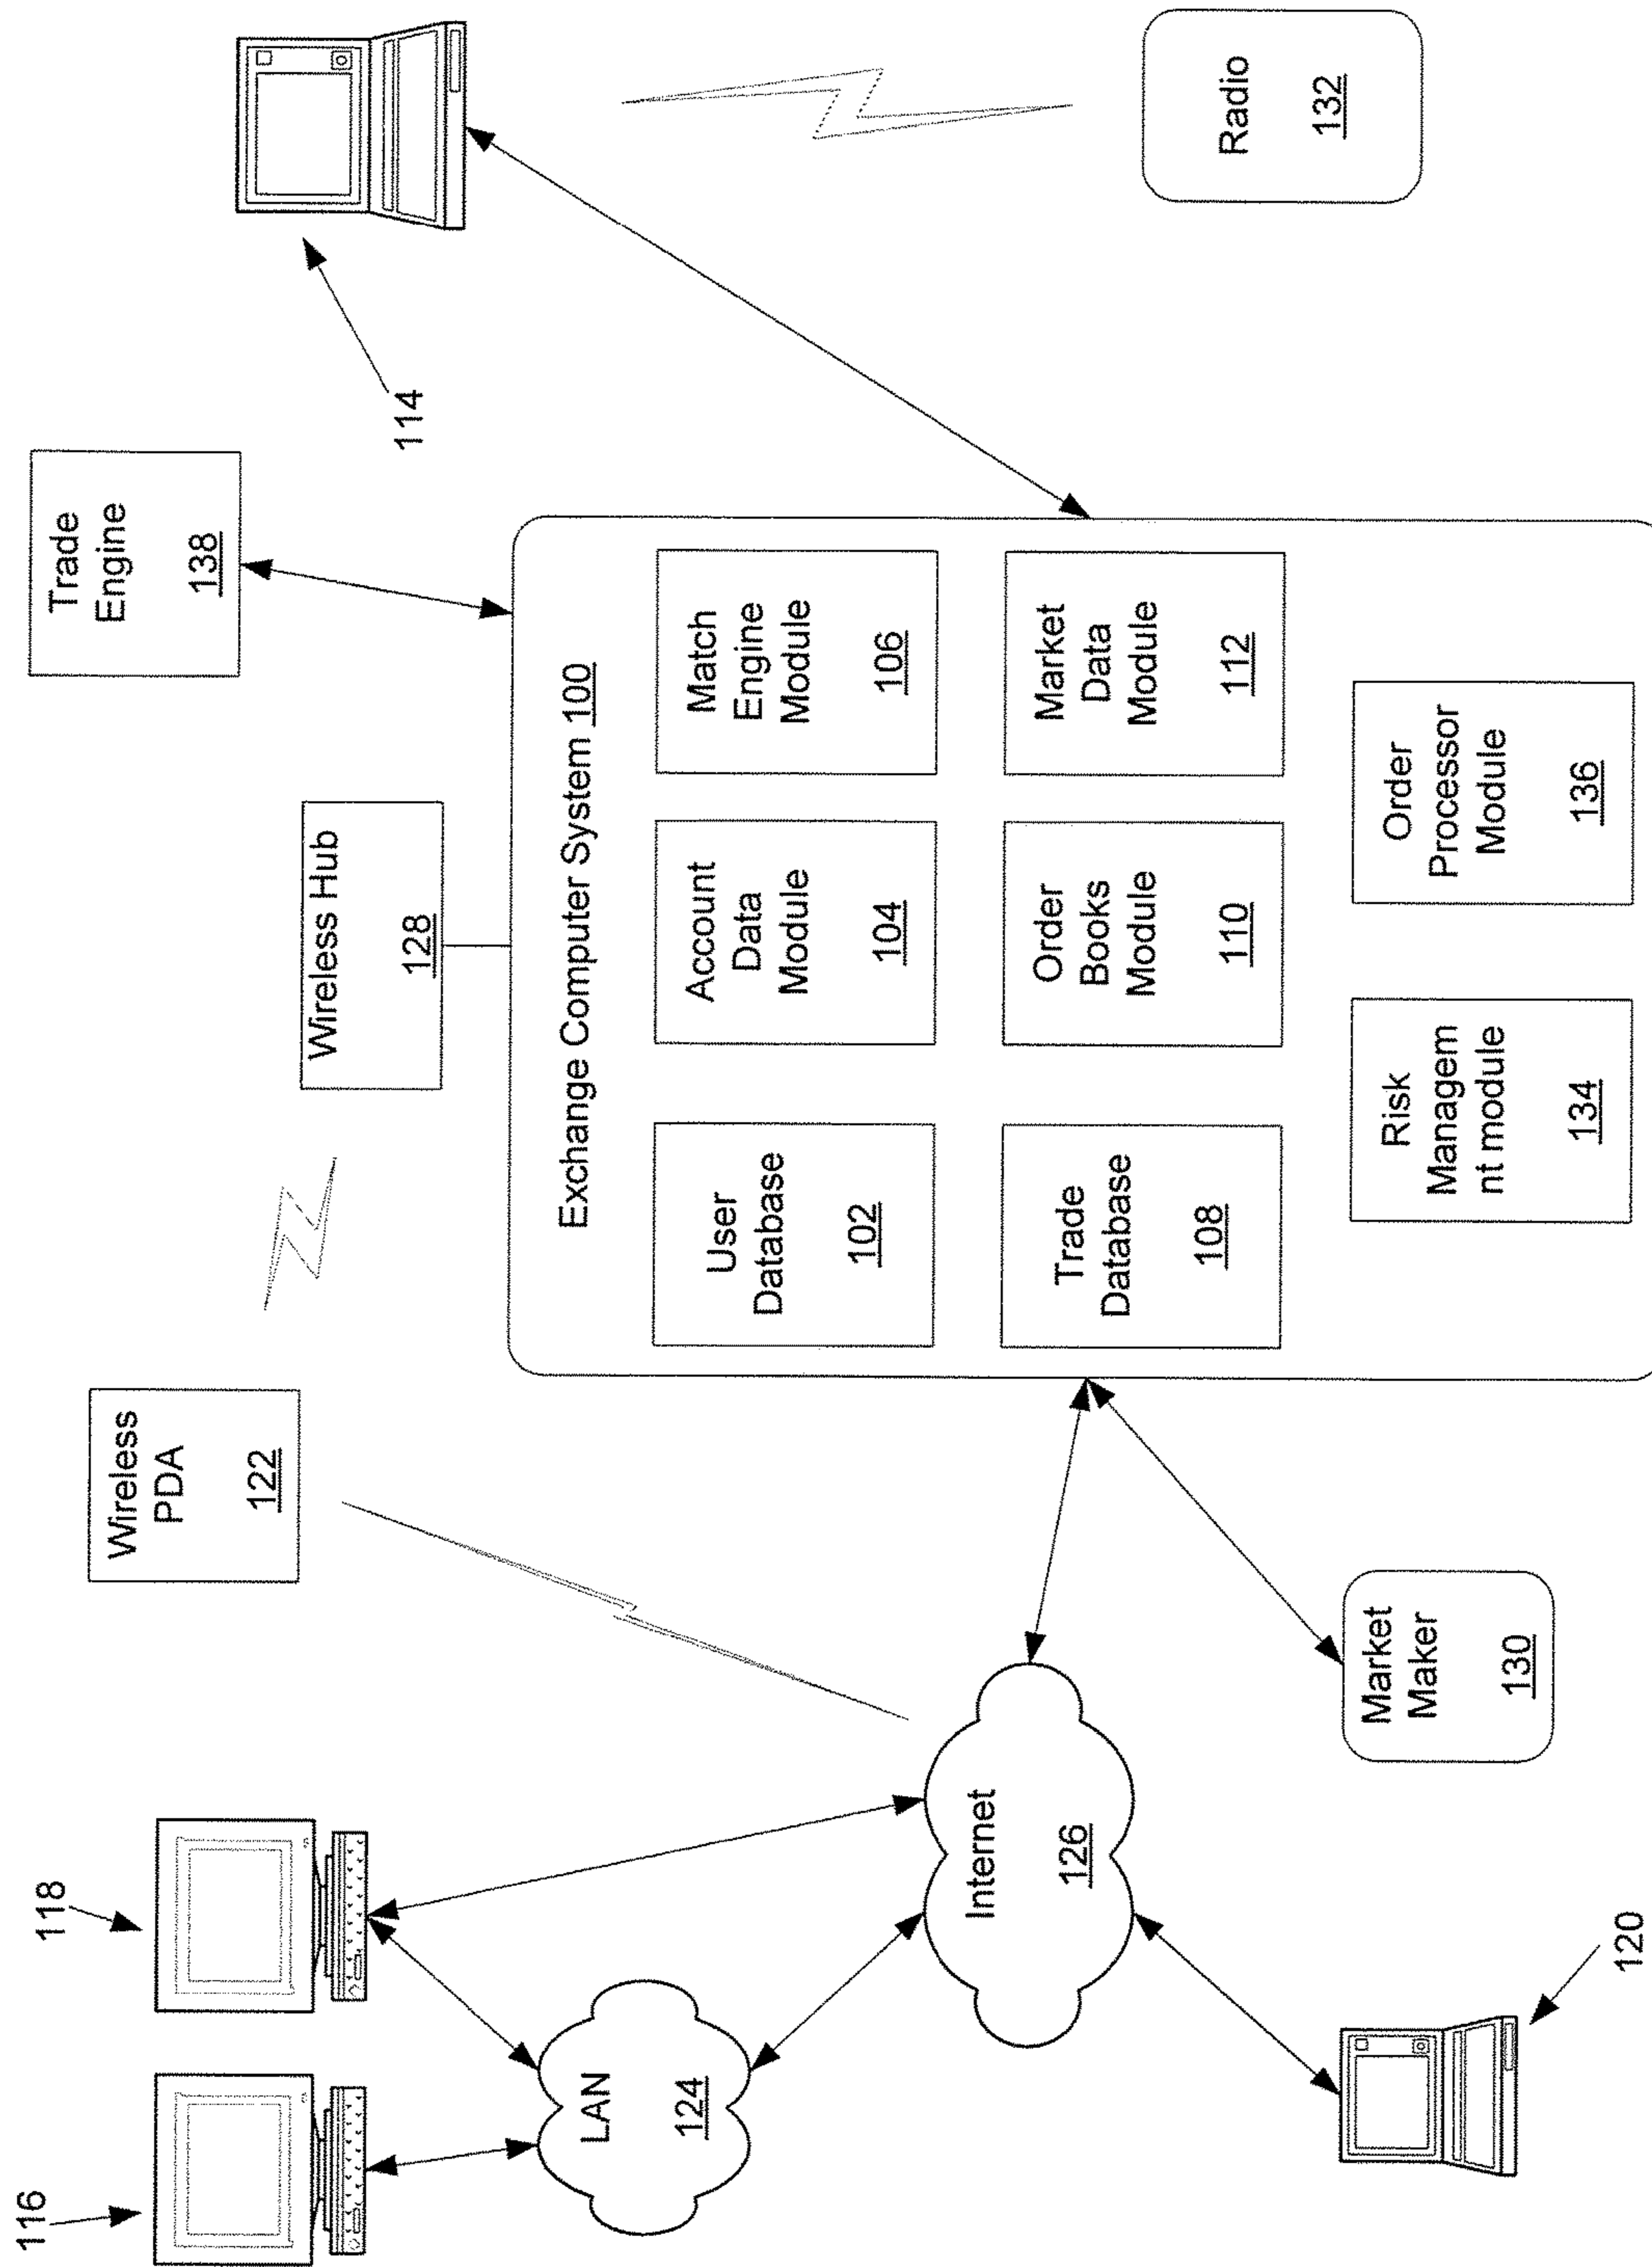 116
118
Wireless
PDA
122
Wireless Hub
128
Trade
Engine
138
114
LAN
124
Internet
126
120
Market
Maker
130
Exchange Computer System 100
User
Database
102
Account
Data
Module
104
Match
Engine
Module
106
Trade
Database
108
Order
Books
Module
110
Market
Data
Module
112
Risk
Managem
nt module
134
Order
Processor
Module
136
Radio
132